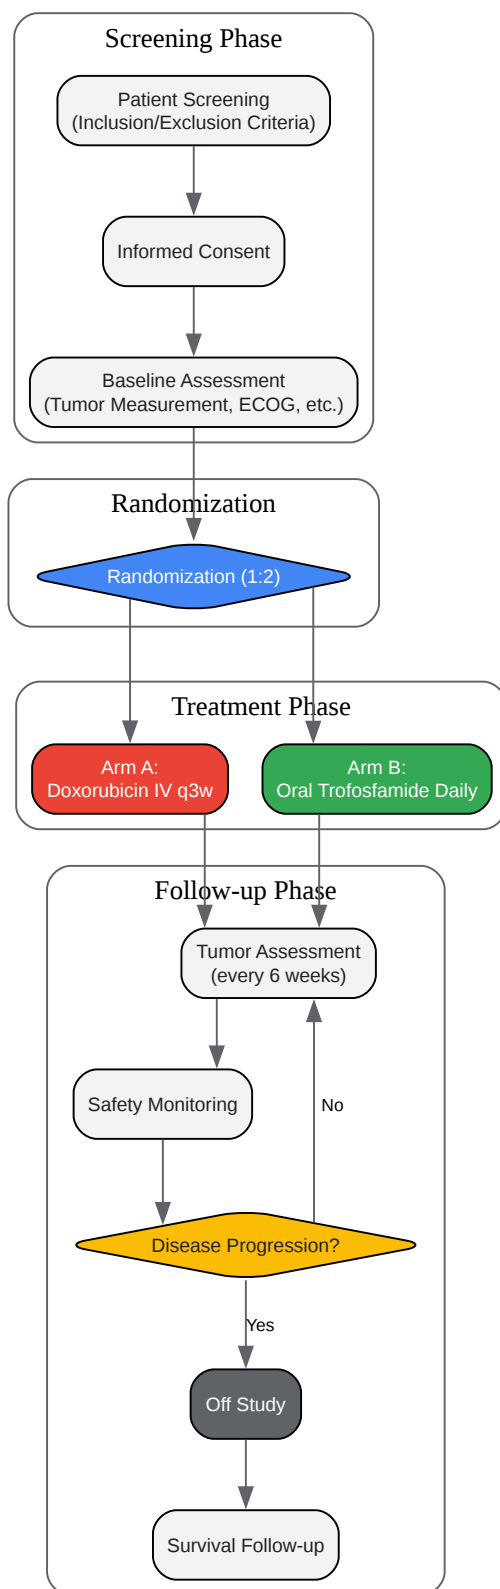 Screening Phase
Patient Screening
(Inclusion/Exclusion Criteria)
Informed Consent
Baseline Assessment
(Tumor Measurement, ECOG, etc.)
Randomization
Randomization (1:2)
Treatment Phase
Arm A:
Doxorubicin IV q3w
Arm B:
Oral Trofosfamide Daily
Follow-up Phase
Tumor Assessment
(every 6 weeks)
Safety Monitoring
No
Disease Progression?
Yes
Off Study
Survival Follow-up